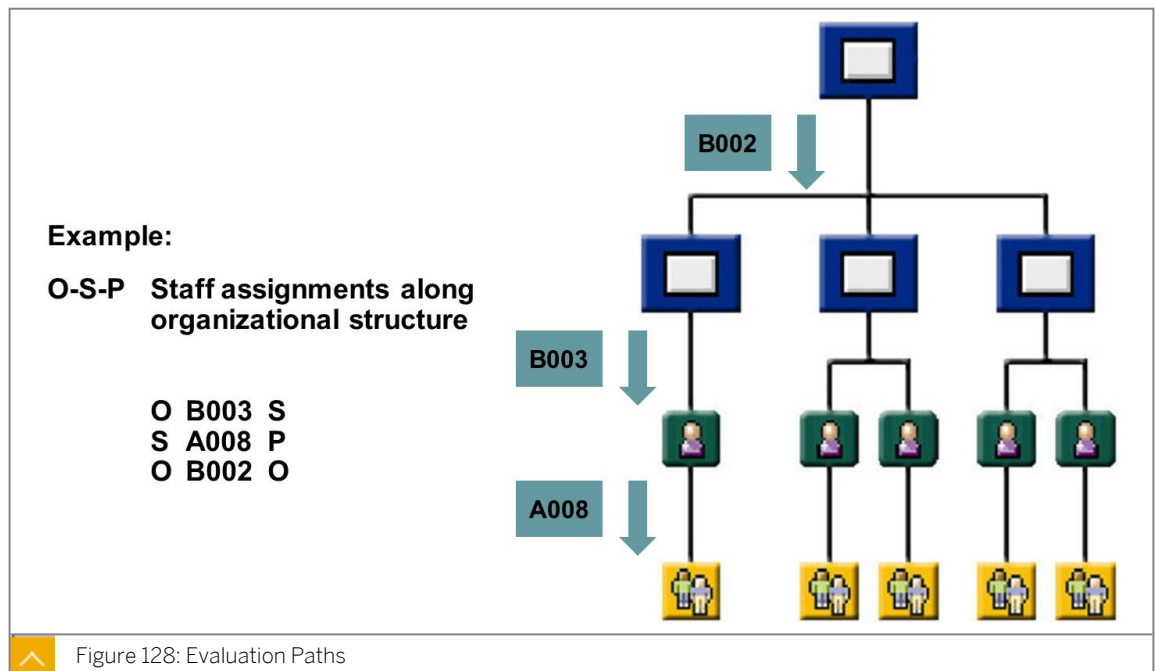 B002
Example:
O-S-P Staff assignments along
organizational structure
B003
O B003 S
S A008 P
O B002 O
A008
Figure 128: Evaluation Paths